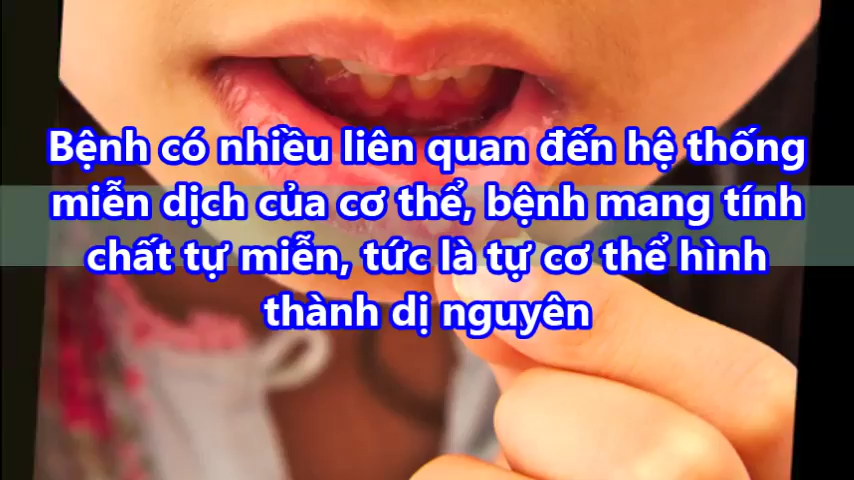 Bệnh có nhiều liên quan đến hệ thống
miễn dịch của cơ thể, bệnh mang tính
chất tự miễn, tức là tự cơ thể hình
thành dị nguyên